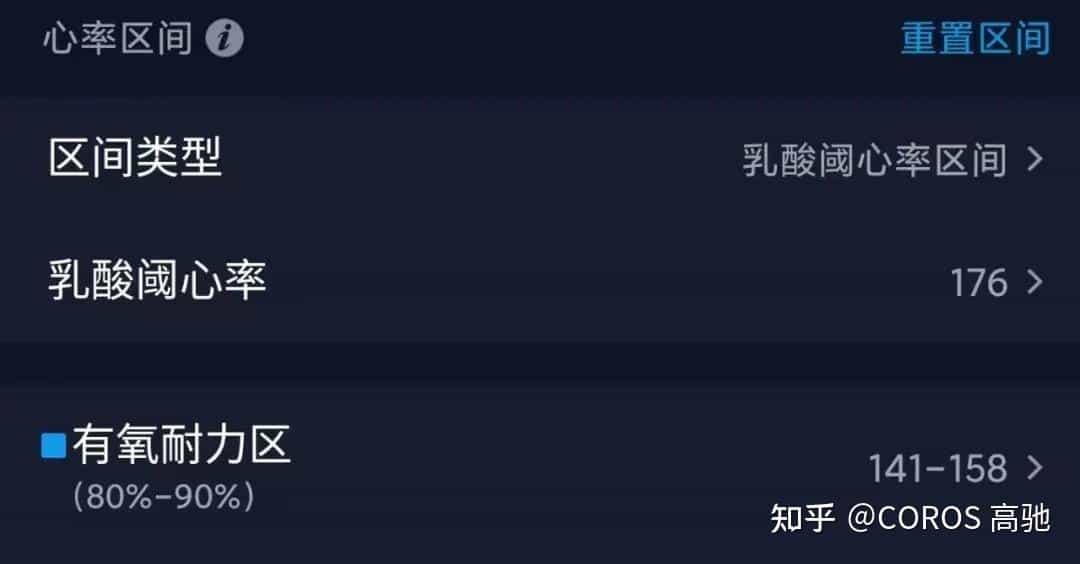 心率区间 i 重置区间
区间类型 乳酸阈心率区间 >
乳酸阈心率 176 >
有氧耐力区 141-158 >
(80%-90%)
知乎 @COROS 高驰